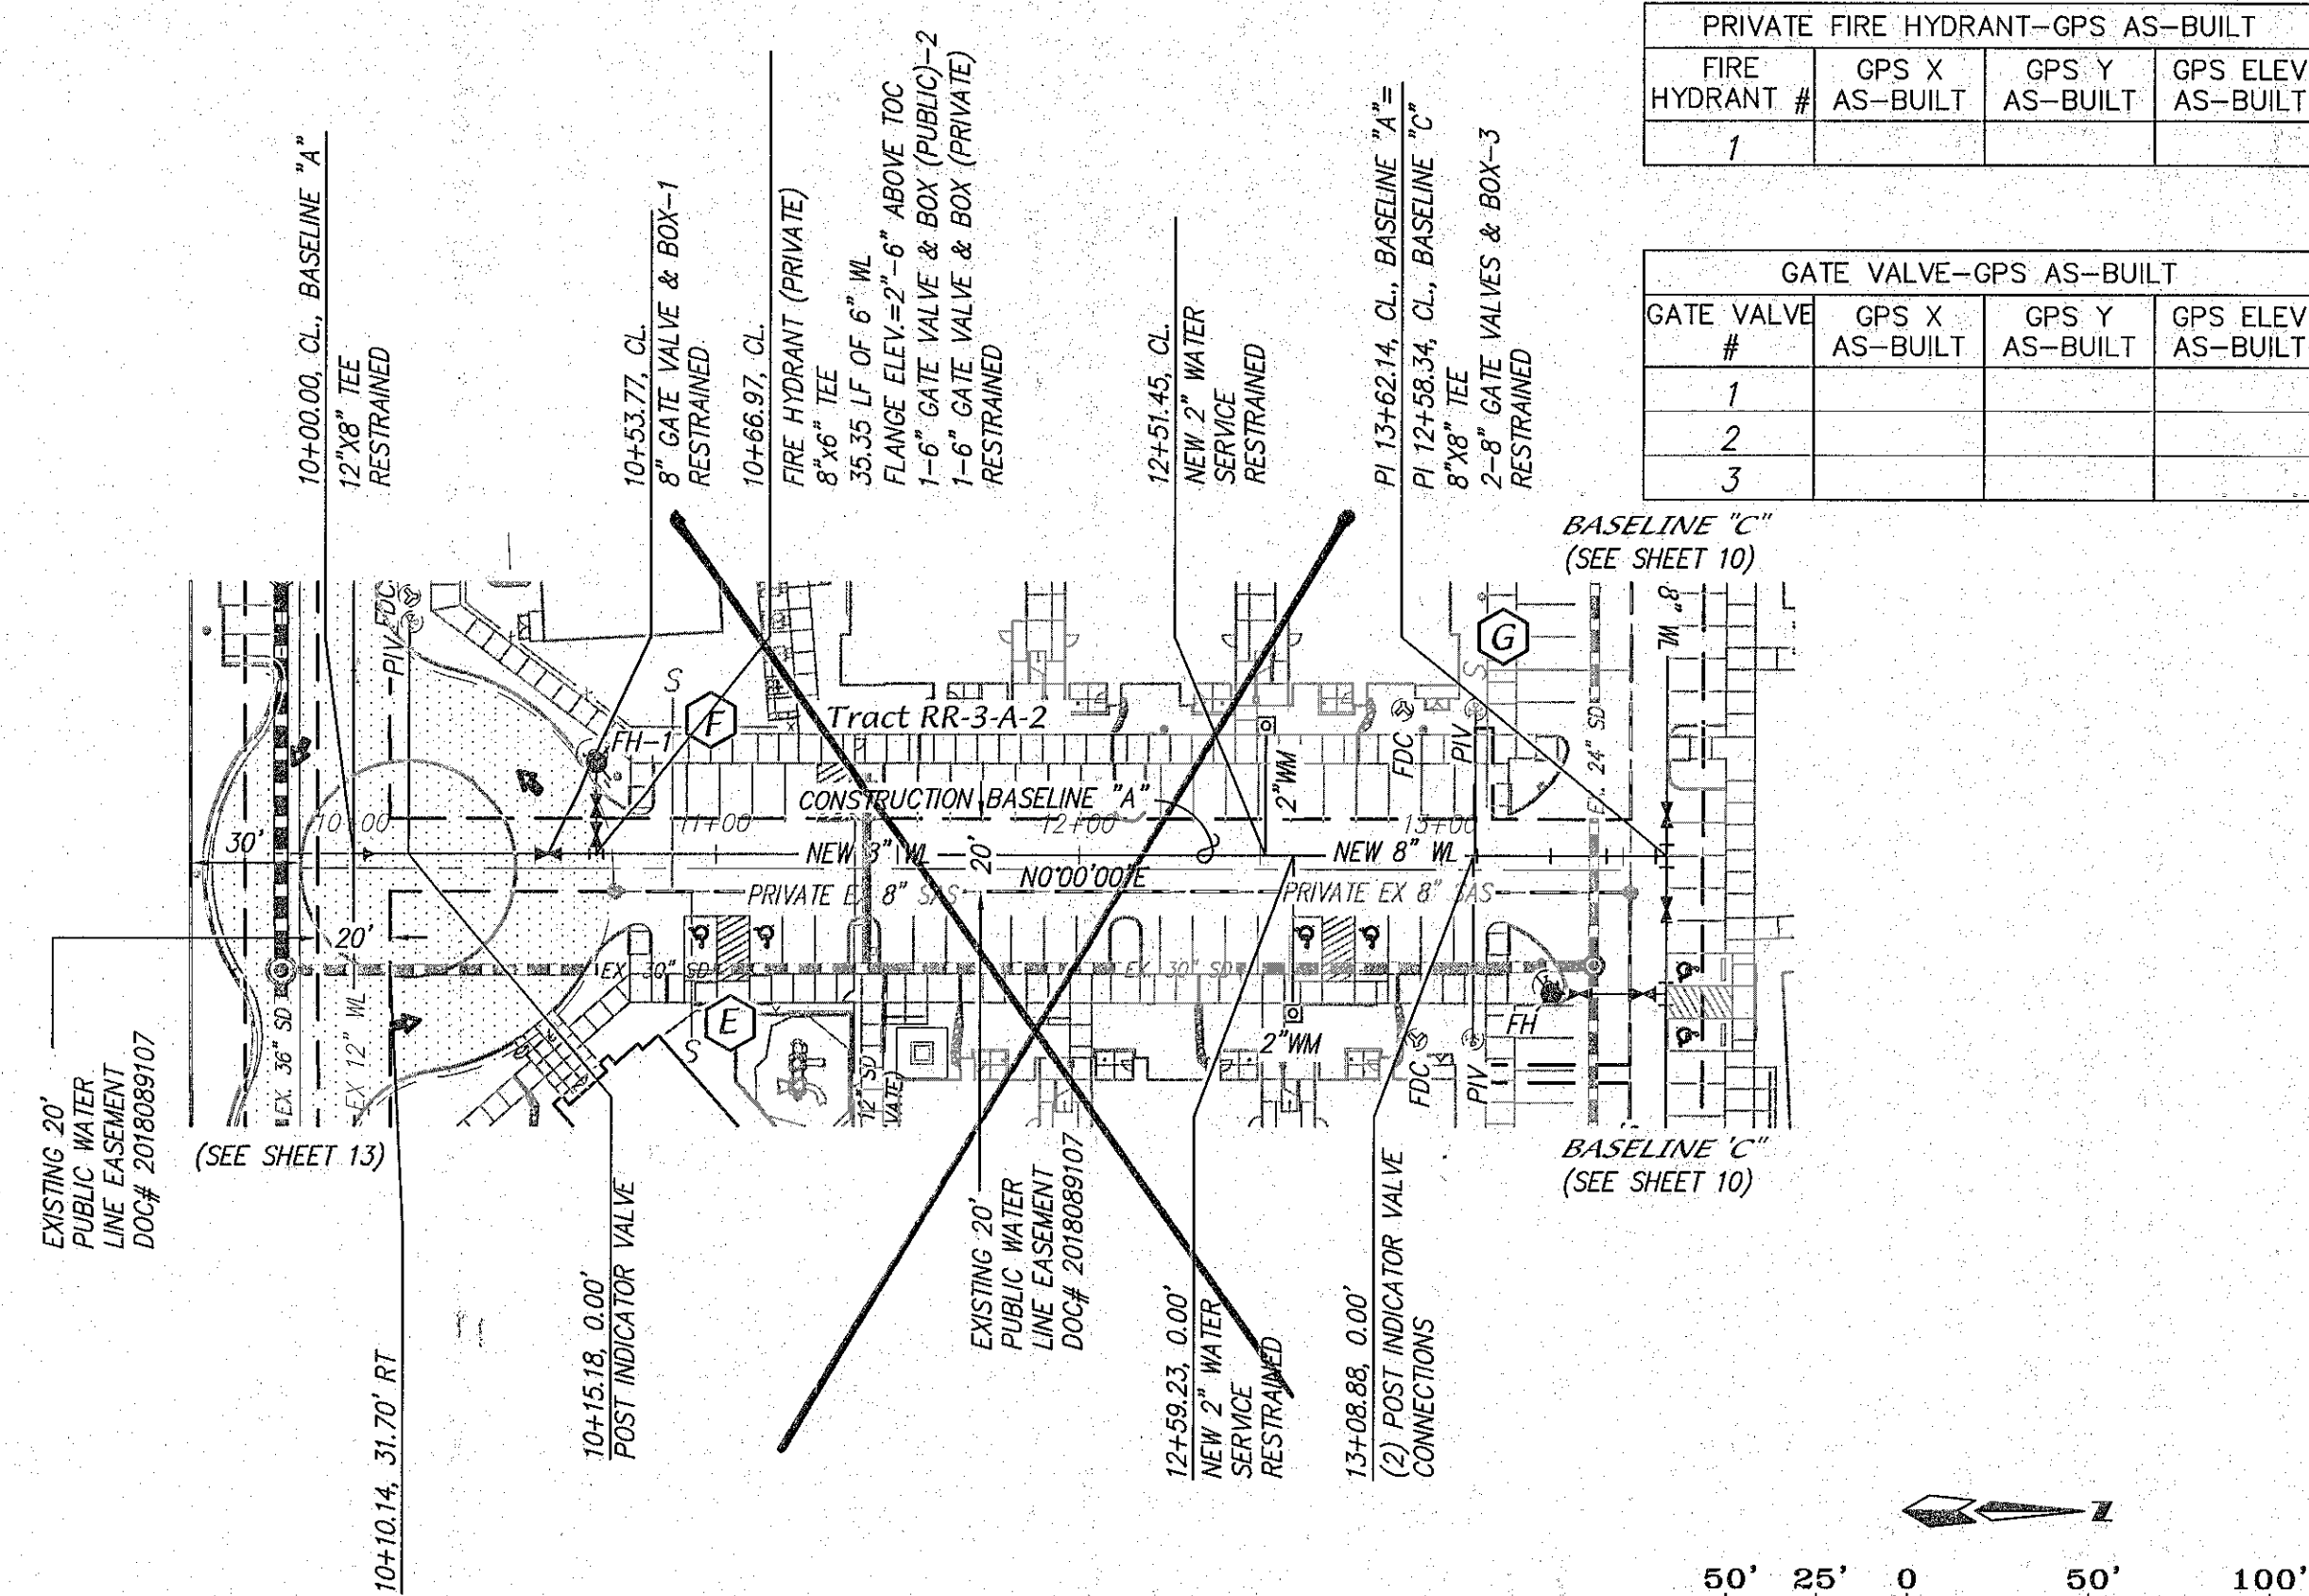 PRIVATE FIRE HYDRANT-GPS AS-BUILT
FIRE HYDRANT #
GPS X AS-BUILT
GPS Y AS-BUILT
GPS ELEV AS-BUILT
1
GATE VALVE-GPS AS-BUILT
GATE VALVE #
GPS X AS-BUILT
GPS Y AS-BUILT
GPS ELEV AS-BUILT
1
2
3
10+00.00, CL., BASELINE "A"
12"X8" TEE
RESTRAINED
10+53.77, CL.
8" GATE VALVE & BOX-1
RESTRAINED
10+66.97, CL.
FIRE HYDRANT (PRIVATE)
8"x6" TEE
35.35 LF OF 6" WL
FLANGE ELEV.=2"-6" ABOVE TOC
1-6" GATE VALVE & BOX (PUBLIC)-2
1-6" GATE VALVE & BOX (PRIVATE)
RESTRAINED
12+51.45, CL.
NEW 2" WATER
SERVICE
RESTRAINED
PI 13+62.14, CL., BASELINE "A"=
PI 12+58.34, CL., BASELINE "C"
8"X8" TEE
2-8" GATE VALVES & BOX-3
RESTRAINED
BASELINE "C"
(SEE SHEET 10)
PIV
FDC
S
F
FH-1
Tract RR-3-A-2
G
S
8" WL
FDC
PIV
EX. 24" SD
2"WM
CONSTRUCTION BASELINE "A"
10+00
11+00
12+00
13+00
30'
NEW 8" WL
20'
NEW 8" WL
N0°00'00"E
PRIVATE EX 8" SAS
PRIVATE EX 8" SAS
20'
EX 30" SD
EX. 30" SD
E
S
EX. 36" SD
EX 12" WL
12" SD
VATE)
2"WM
FDC
PIV
FH
(SEE SHEET 13)
BASELINE 'C"
(SEE SHEET 10)
EXISTING 20'
PUBLIC WATER
LINE EASEMENT
DOC# 2018089107
10+10.14, 31.70' RT
10+15.18, 0.00'
POST INDICATOR VALVE
EXISTING 20'
PUBLIC WATER
LINE EASEMENT
DOC# 2018089107
12+59.23, 0.00'
NEW 2" WATER
SERVICE
RESTRAINED
13+08.88, 0.00'
(2) POST INDICATOR VALVE
CONNECTIONS
Z
50' 25' 0 50' 100'